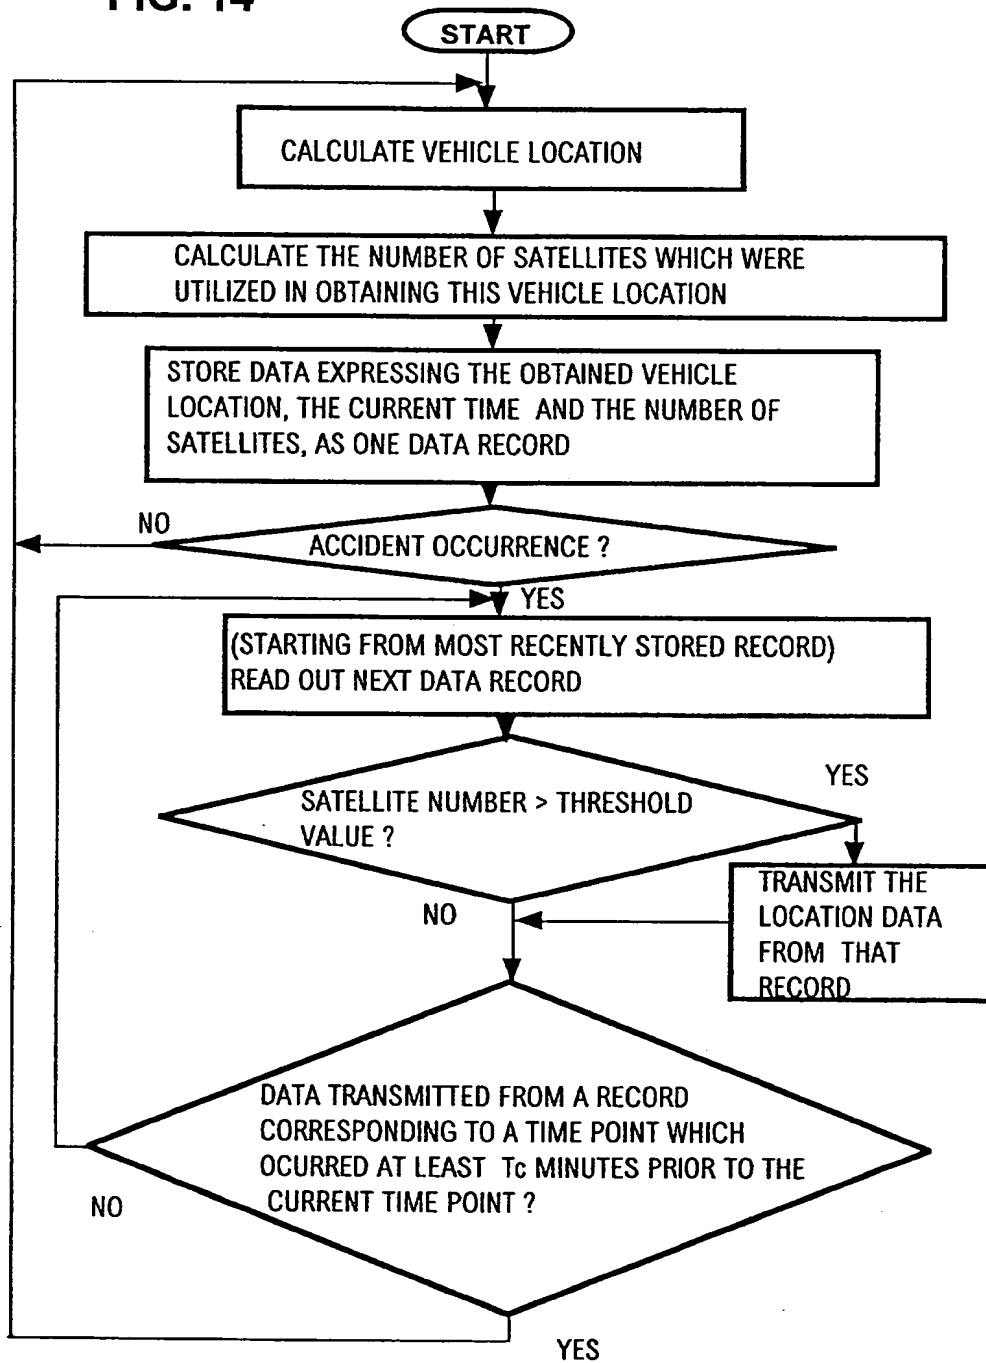 FIG. 14
START
CALCULATE VEHICLE LOCATION
CALCULATE THE NUMBER OF SATELLITES WHICH WERE
UTILIZED IN OBTAINING THIS VEHICLE LOCATION
STORE DATA EXPRESSING THE OBTAINED VEHICLE
LOCATION, THE CURRENT TIME AND THE NUMBER OF
SATELLITES, AS ONE DATA RECORD
NO
ACCIDENT OCCURRENCE ?
YES
(STARTING FROM MOST RECENTLY STORED RECORD)
READ OUT NEXT DATA RECORD
YES
SATELLITE NUMBER > THRESHOLD
VALUE ?
NO
TRANSMIT THE
LOCATION DATA
FROM THAT
RECORD
DATA TRANSMITTED FROM A RECORD
CORRESPONDING TO A TIME POINT WHICH
OCURRED AT LEAST Tc MINUTES PRIOR TO THE
CURRENT TIME POINT ?
NO
YES